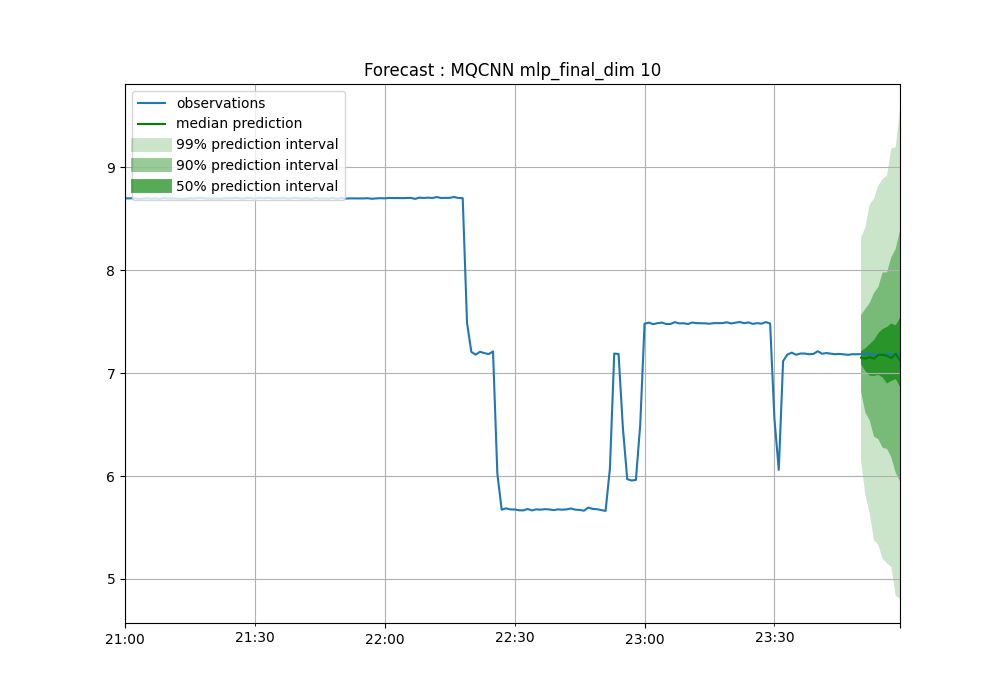 Forecast : MQCNN mlp_final_dim 10
observations
median prediction
99% prediction interval
90% prediction interval
50% prediction interval
9
8
7
6
5
21:00
21:30
22:00
22:30
23:00
23:30